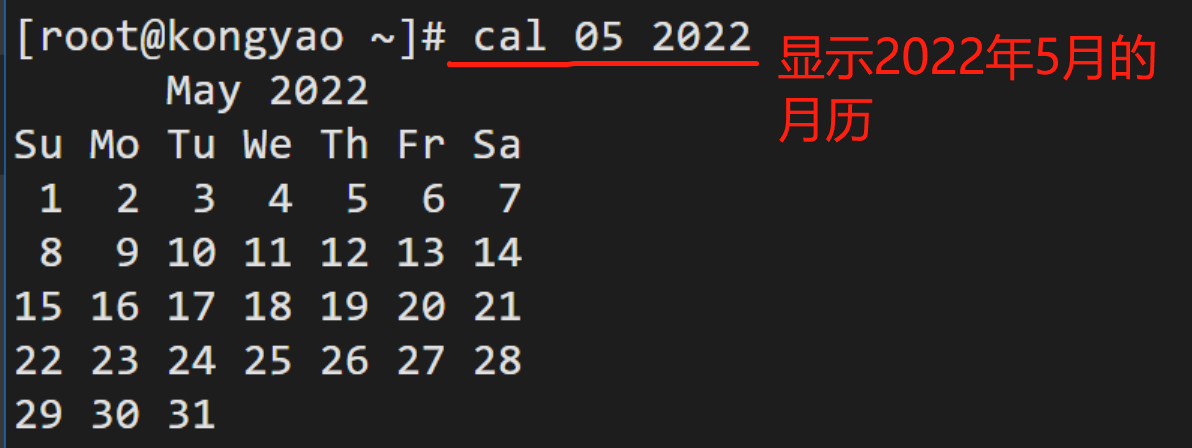 [root@kongyao ~]# cal 05 2022
显示2022年5月的
月历
May 2022
Su Mo Tu We Th Fr Sa
1 2 3 4 5 6 7
8 9 10 11 12 13 14
15 16 17 18 19 20 21
22 23 24 25 26 27 28
29 30 31